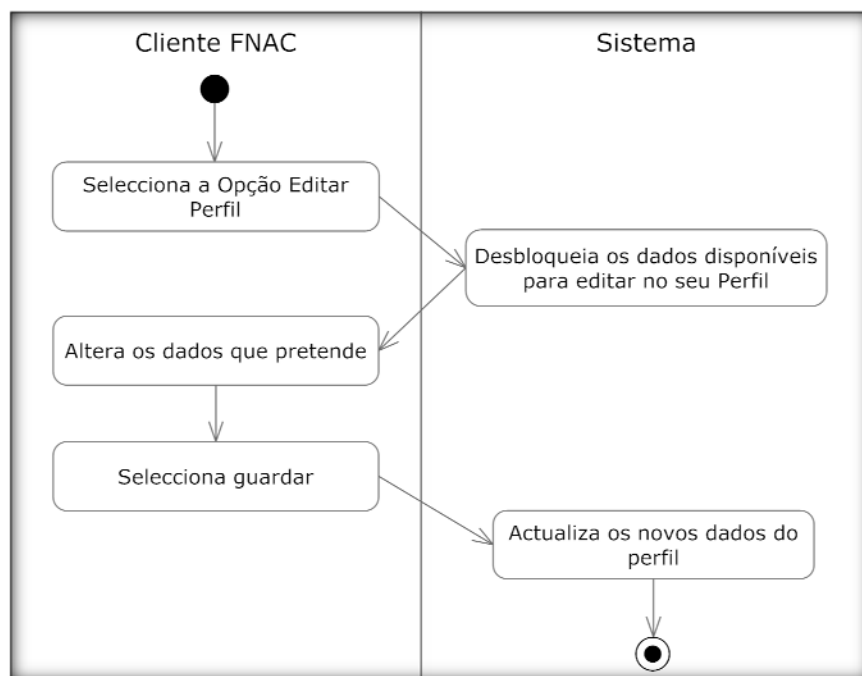 Cliente FNAC
Sistema
Selecciona a Opção Editar
Perfil
Desbloqueia os dados disponíveis
para editar no seu Perfil
Altera os dados que pretende
Selecciona guardar
Actualiza os novos dados do
perfil